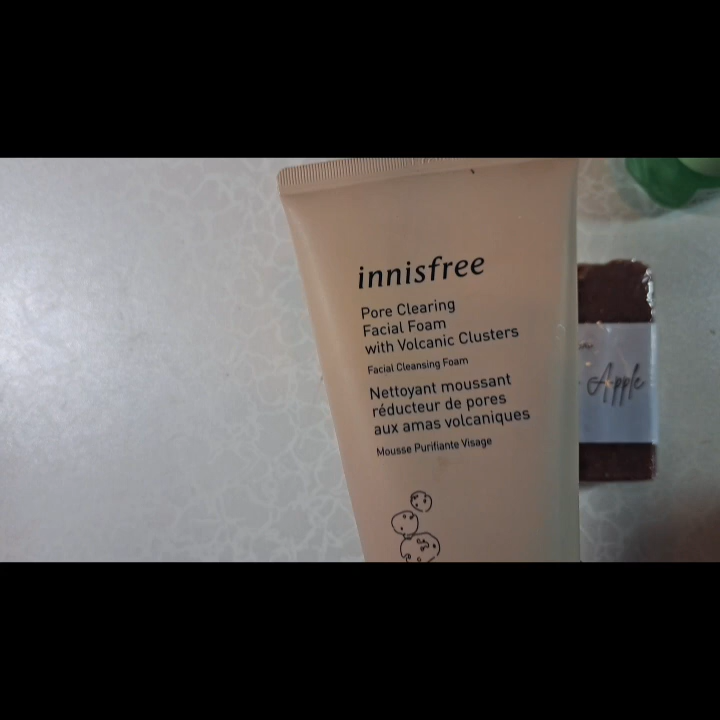 innisfree
Pore Clearing
Facial Foam
with Volcanic Clusters
Facial Cleansing Foam
Nettoyant moussant
réducteur de pores
aux amas volcaniques
Mousse Purifiante Visage
Apple